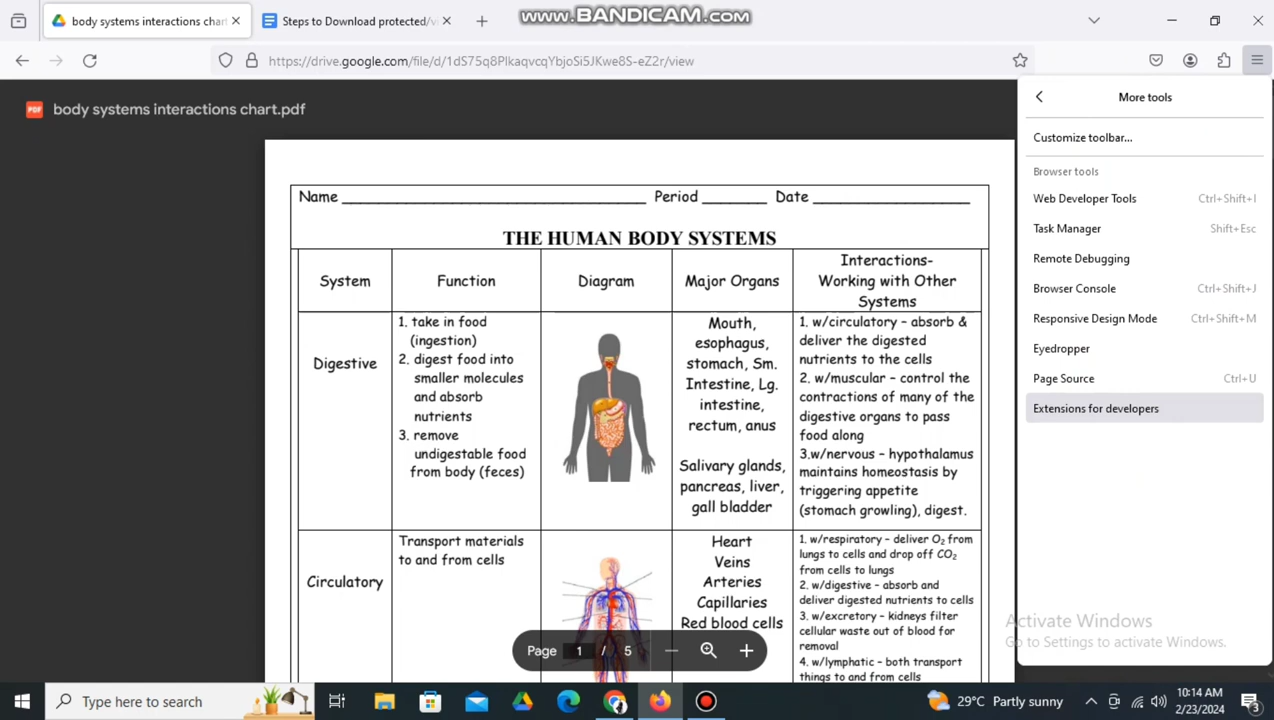 body systems interactions chart
Steps to Download protected/v
www.BANDICAM.com
https://drive.google.com/file/d/1dS75q8PlkaqvcqYbjoSi5JKwe8S-eZ2r/view
PDF
body systems interactions chart.pdf
Name
Period
Date
THE HUMAN BODY SYSTEMS
System
Function
Diagram
Major Organs
Interactions-
Working with Other
Systems
Digestive
1. take in food
(ingestion)
2. digest food into
smaller molecules
and absorb
nutrients
3. remove
undigestable food
from body (feces)
Mouth,
esophagus,
stomach, Sm.
Intestine, Lg.
intestine,
rectum, anus
Salivary glands,
pancreas, liver,
gall bladder
1. w/circulatory – absorb &
deliver the digested
nutrients to the cells
2. w/muscular – control the
contractions of many of the
digestive organs to pass
food along
3.w/nervous – hypothalamus
maintains homeostasis by
triggering appetite
(stomach growling), digest.
Circulatory
Transport materials
to and from cells
Heart
Veins
Arteries
Capillaries
Red blood cells
1. w/respiratory – deliver O₂ from
lungs to cells and drop off CO₂
from cells to lungs
2. w/digestive – absorb and
deliver digested nutrients to cells
3. w/excretory – kidneys filter
cellular waste out of blood for
removal
4. w/lymphatic – both transport
things to and from cells
Page 1 / 5
More tools
Customize toolbar...
Browser tools
Web Developer Tools Ctrl+Shift+I
Task Manager Shift+Esc
Remote Debugging
Browser Console Ctrl+Shift+J
Responsive Design Mode Ctrl+Shift+M
Eyedropper
Page Source Ctrl+U
Extensions for developers
Activate Windows
Go to Settings to activate Windows.
Type here to search
29°C Partly sunny
10:14 AM
2/23/2024
3